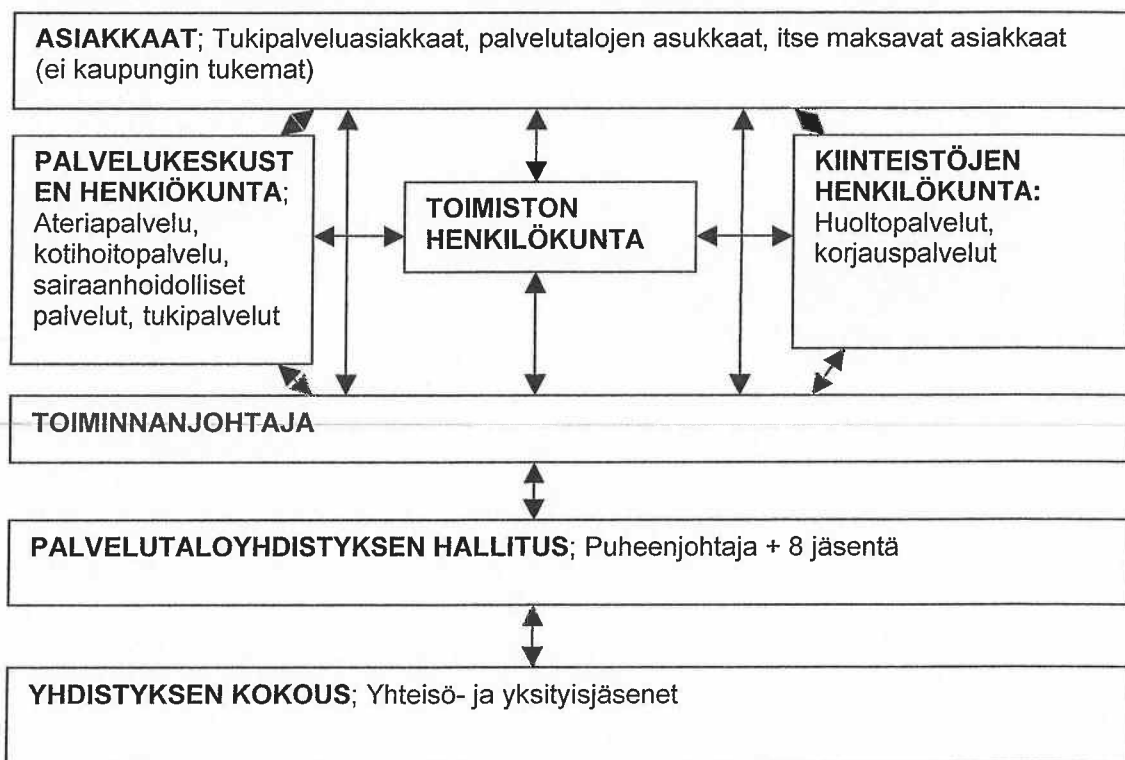 ASIAKKAAT; Tukipalveluasiakkaat, palvelutalojen asukkaat, itse maksavat asiakkaat
(ei kaupungin tukemat)
PALVELUKESKUST
EN HENKIÖKUNTA;
Ateriapalvelu,
kotihoitopalvelu,
sairaanhoidolliset
palvelut, tukipalvelut
TOIMISTON
HENKILÖKUNTA
KIINTEISTÖJEN
HENKILÖKUNTA:
Huoltopalvelut,
korjauspalvelut
TOIMINNANJOHTAJA
PALVELUTALOYHDISTYKSEN HALLITUS; Puheenjohtaja + 8 jäsentä
YHDISTYKSEN KOKOUS; Yhteisö- ja yksityisjäsenet